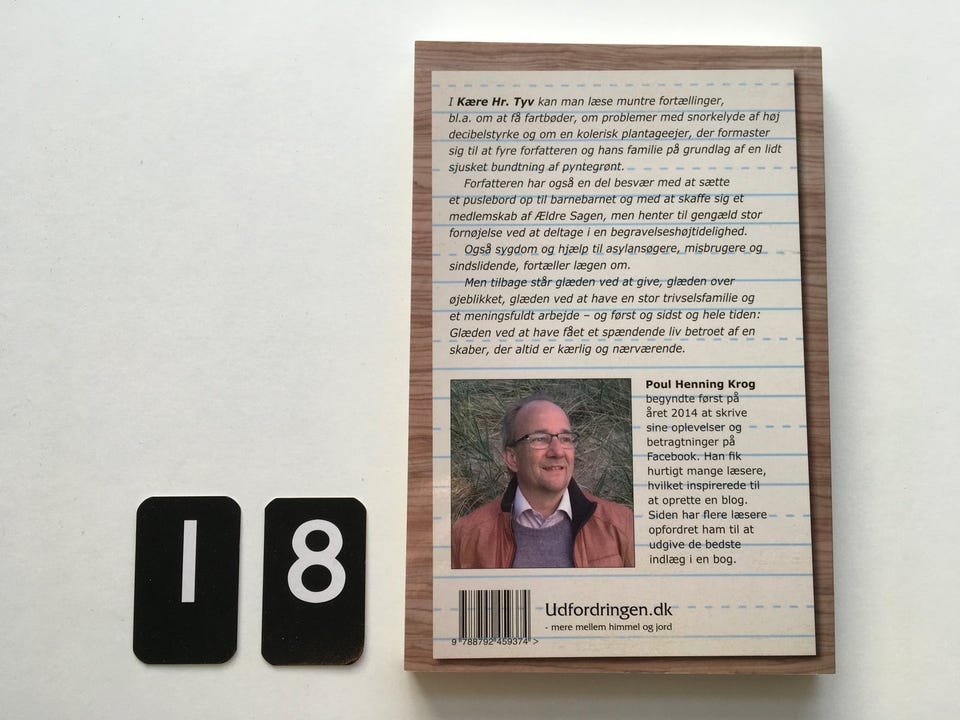 I Kære Hr. Tyv kan man læse muntre fortællinger,
bl.a. om at få fartbøder, om problemer med snorkelyde af høj
decibelstyrke og om en kolerisk plantageejer, der formaster
sig til at fyre forfatteren og hans familie på grundlag af en lidt
sjusket bundtning af pyntegrønt.
Forfatteren har også en del besvær med at sætte
et puslebord op til barnebarnet og med at skaffe sig et
medlemskab af Ældre Sagen, men henter til gengæld stor
fornøjelse ved at deltage i en begravelseshøjtidelighed.
Også sygdom og hjælp til asylansøgere, misbrugere og
sindslidende, fortæller lægen om.
Men tilbage står glæden ved at give, glæden over
øjeblikket, glæden ved at have en stor trivselsfamilie og
et meningsfuldt arbejde – og først og sidst og hele tiden:
Glæden ved at have fået et spændende liv betroet af en
skaber, der altid er kærlig og nærværende.
Poul Henning Krog
begyndte først på
året 2014 at skrive
sine oplevelser og
betragtninger på
Facebook. Han fik
hurtigt mange læsere,
hvilket inspirerede til
at oprette en blog.
Siden har flere læsere
opfordret ham til at
udgive de bedste
indlæg i en bog.
Udfordringen.dk
- mere mellem himmel og jord
9 788792 459374 >
18